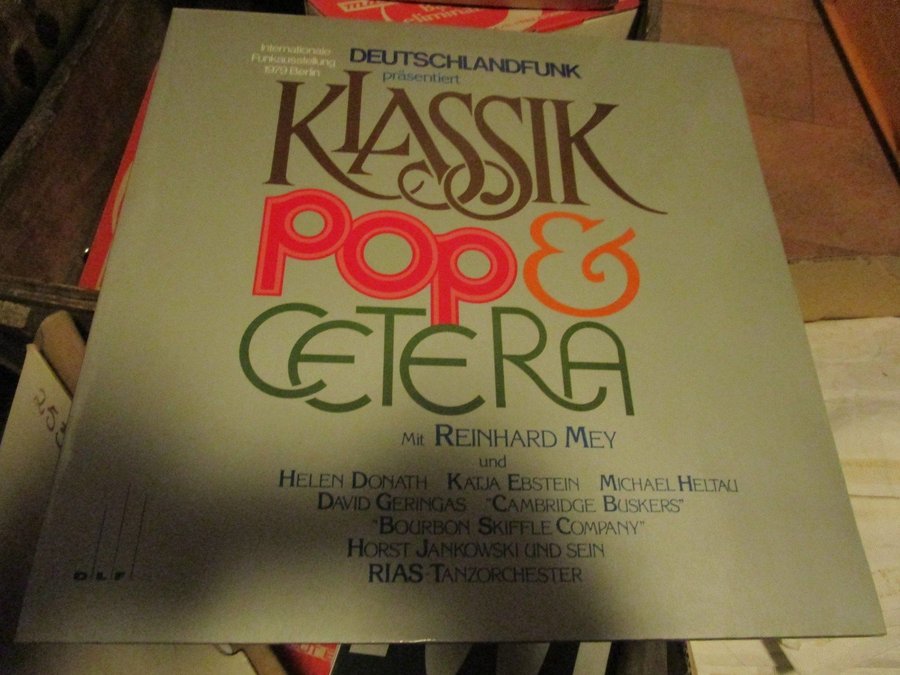 Internationale
Funkausstellung
1979 Berlin
DEUTSCHLANDFUNK
präsentiert
KLASSIK
POP &
CETERA
Mit REINHARD MEY
und
HELEN DONATH KATJA EBSTEIN MICHAEL HELTAU
DAVID GERINGAS "CAMBRIDGE BUSKERS"
"BOURBON SKIFFLE COMPANY"
HORST JANKOWSKI UND SEIN
RIAS-TANZORCHESTER
DLF